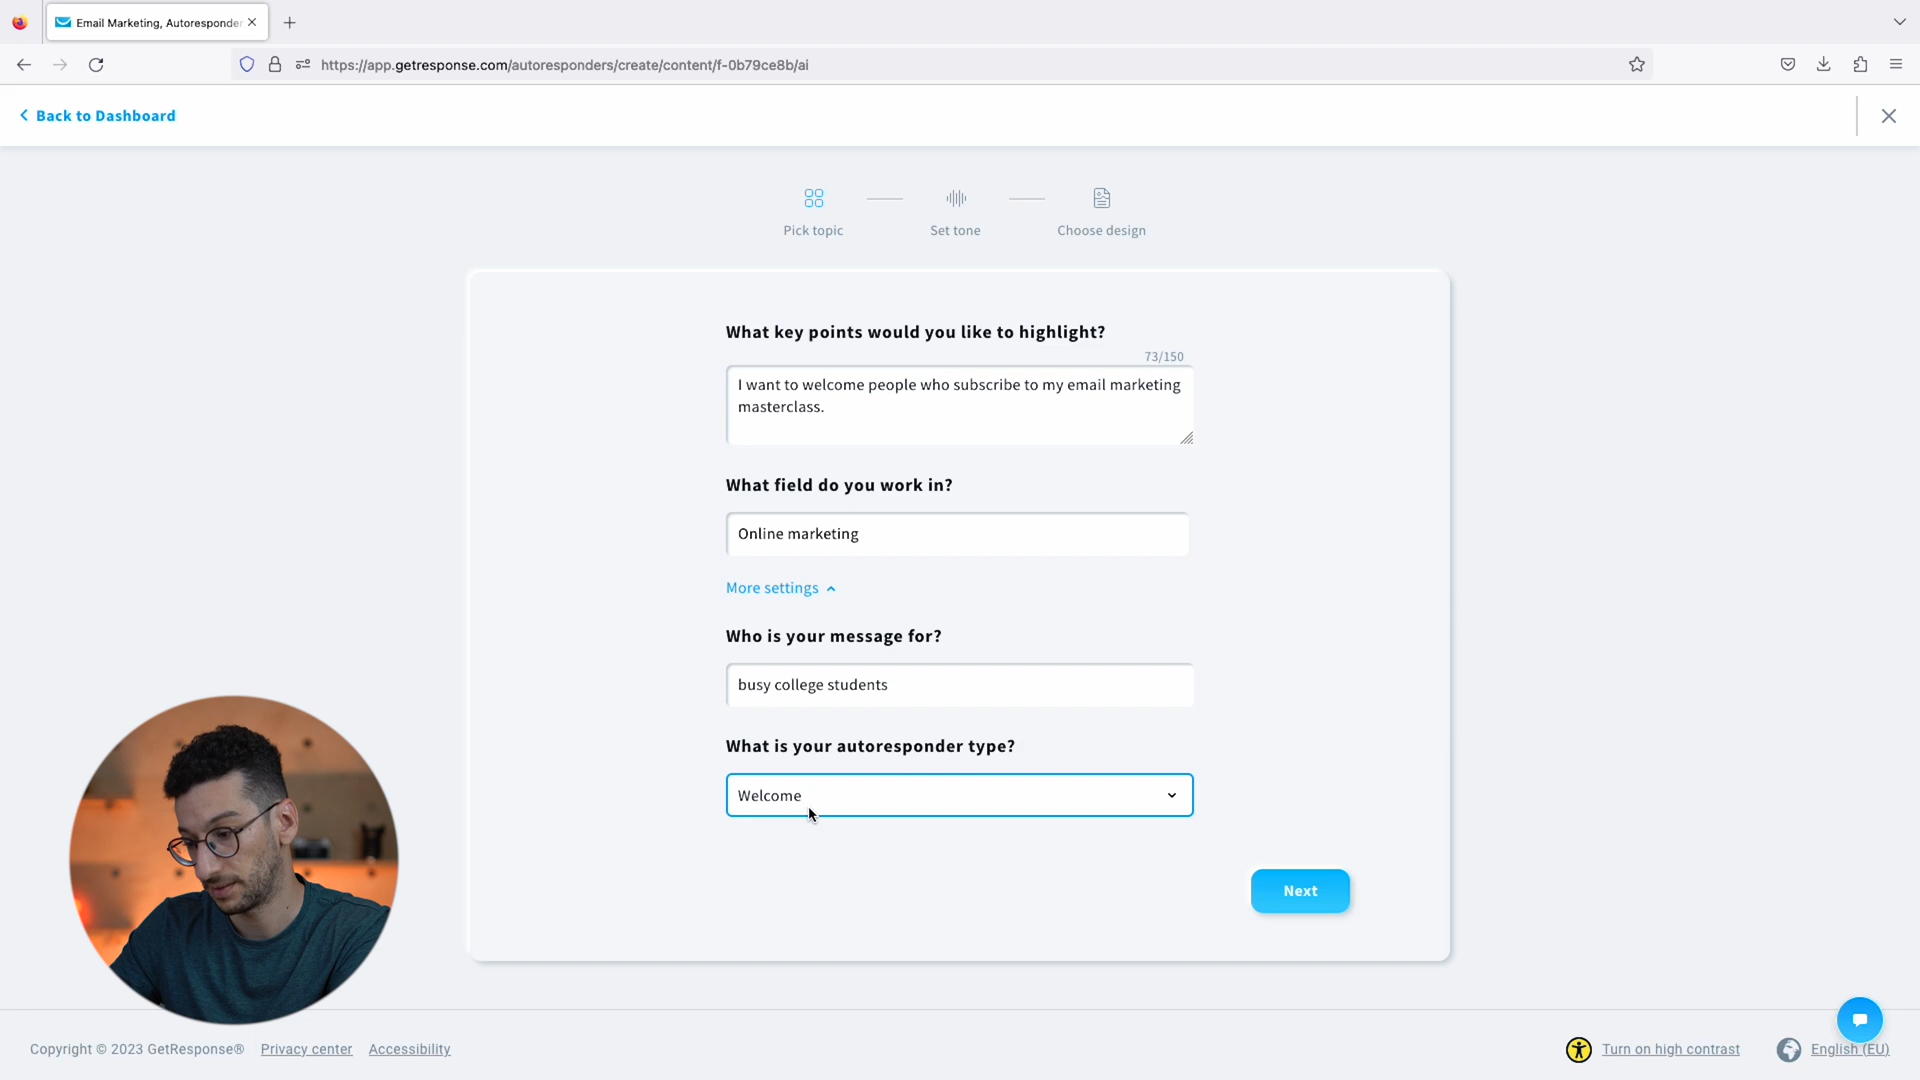 Email Marketing, Autoresponder
https://app.getresponse.com/autoresponders/create/content/f-0b79ce8b/ai
Back to Dashboard
Pick topic
Set tone
Choose design
What key points would you like to highlight?
73/150
I want to welcome people who subscribe to my email marketing
masterclass.
What field do you work in?
Online marketing
More settings
Who is your message for?
busy college students
What is your autoresponder type?
Welcome
Next
Copyright © 2023 GetResponse® Privacy center Accessibility
Turn on high contrast English (EU)